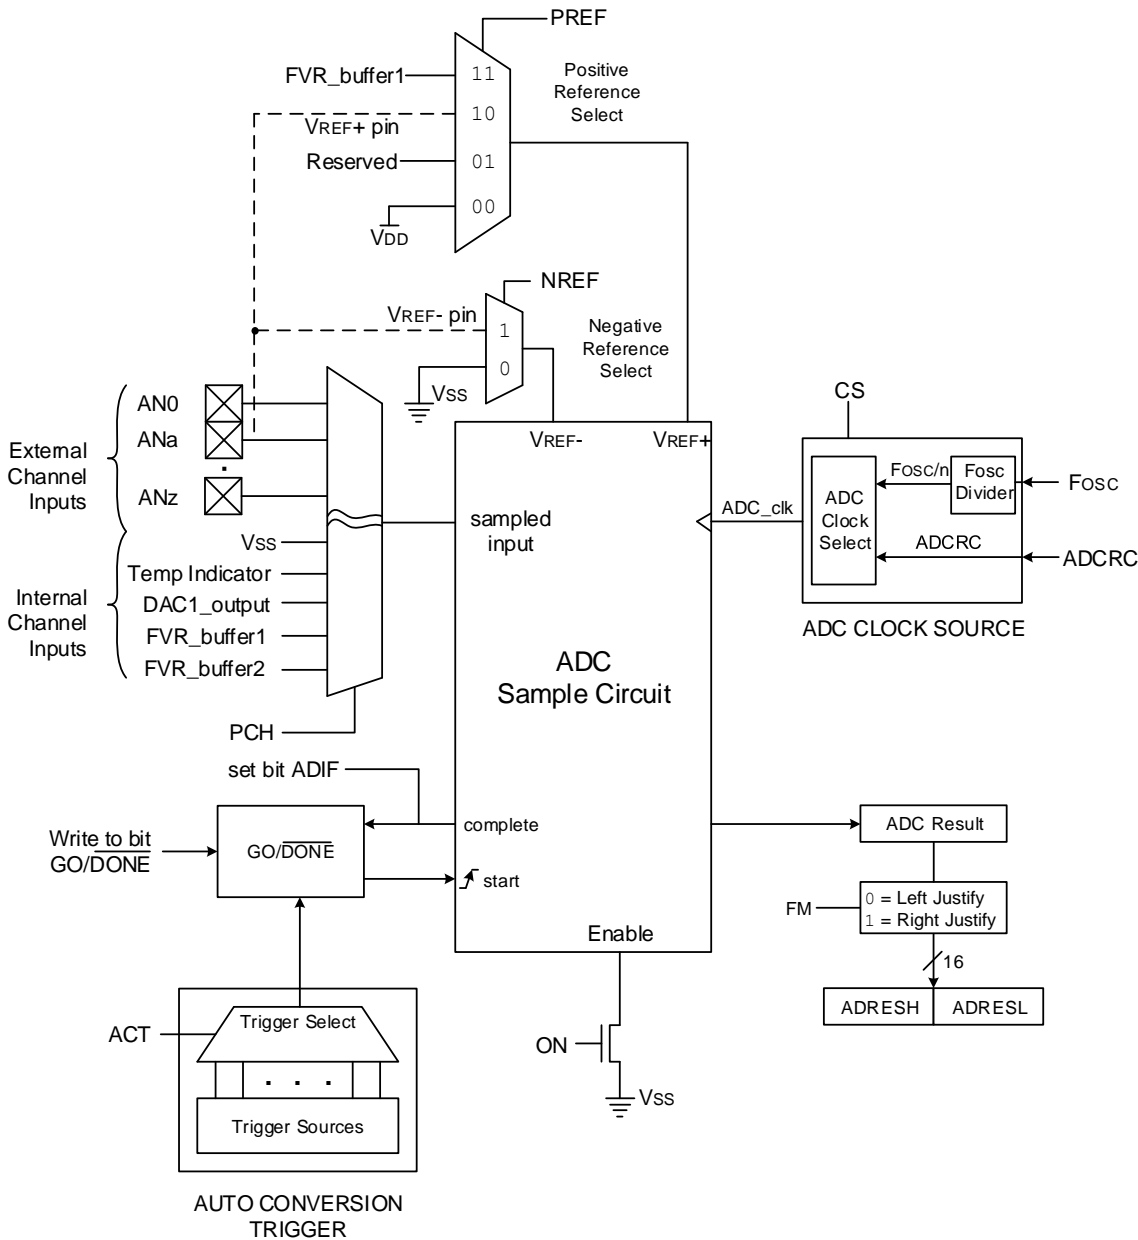 PREF
FVR_buffer1
11
Positive
Reference
Select
10
VREF+ pin
Reserved
01
00
VDD
NREF
VREF- pin
1
Negative
Reference
Select
0
VSS
External
Channel
Inputs
AN0
ANa
.
ANz
VREF-
VREF+
CS
ADC
Clock
Select
FOSC/n
Fosc
Divider
FOSC
ADCRC
ADCRC
ADC CLOCK SOURCE
ADC_clk
sampled
input
Internal
Channel
Inputs
VSS
Temp Indicator
DAC1_output
FVR_buffer1
FVR_buffer2
ADC
Sample Circuit
PCH
set bit ADIF
Write to bit
GO/DONE
GO/DONE
complete
start
Enable
ADC Result
FM
0 = Left Justify
1 = Right Justify
16
ADRESH
ADRESL
ON
VSS
ACT
Trigger Select
. . .
Trigger Sources
AUTO CONVERSION
TRIGGER